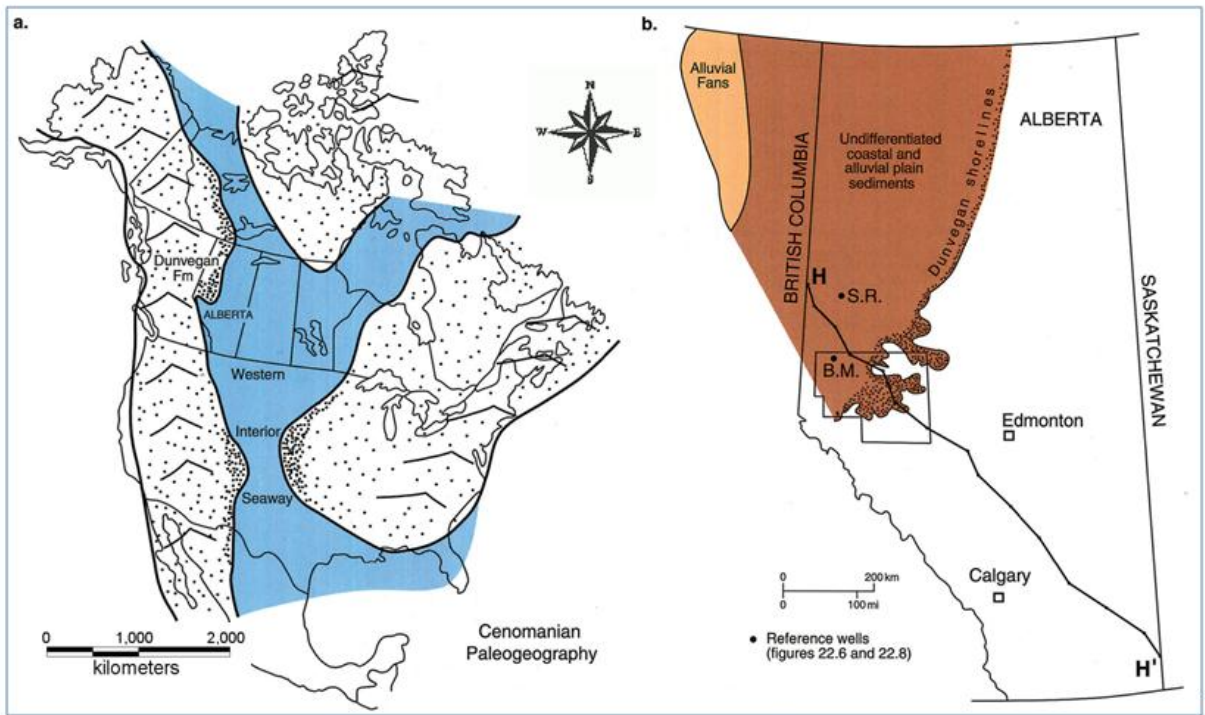 a.
N
W
E
S
Dunvegan
Fm
ALBERTA
Western
Interior
Seaway
0
1,000
2,000
kilometers
Cenomanian
Paleogeography
b.
Alluvial
Fans
BRITISH COLUMBIA
Undifferentiated
coastal and
alluvial plain
sediments
Dunvegan shorelines
ALBERTA
SASKATCHEWAN
H
S.R.
B.M.
Edmonton
Calgary
0
200 km
0
100 mi
Reference wells
(figures 22.6 and 22.8)
H'